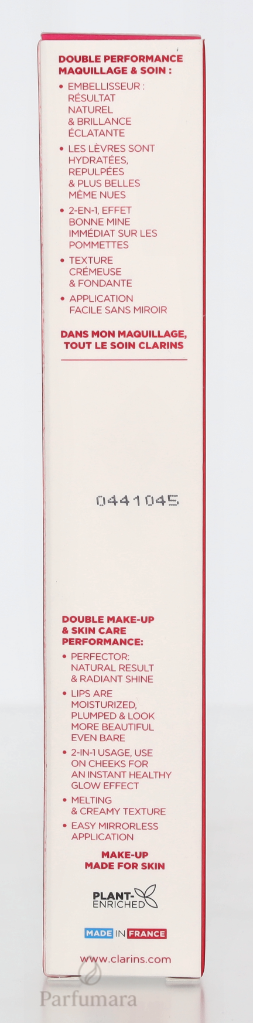 DOUBLE PERFORMANCE
MAQUILLAGE & SOIN :
• EMBELLISSEUR :
RÉSULTAT
NATUREL
& BRILLANCE
ÉCLATANTE
• LES LÈVRES SONT
HYDRATÉES,
REPULPÉES
& PLUS BELLES
MÊME NUES
• 2-EN-1, EFFET
BONNE MINE
IMMÉDIAT SUR LES
POMMETTES
• TEXTURE
CRÉMEUSE
& FONDANTE
• APPLICATION
FACILE SANS MIROIR
DANS MON MAQUILLAGE,
TOUT LE SOIN CLARINS
0441045
DOUBLE MAKE-UP
& SKIN CARE
PERFORMANCE:
• PERFECTOR:
NATURAL RESULT
& RADIANT SHINE
• LIPS ARE
MOISTURIZED,
PLUMPED & LOOK
MORE BEAUTIFUL
EVEN BARE
• 2-IN-1 USAGE, USE
ON CHEEKS FOR
AN INSTANT HEALTHY
GLOW EFFECT
• MELTING
& CREAMY TEXTURE
• EASY MIRRORLESS
APPLICATION
MAKE-UP
MADE FOR SKIN
PLANT-
ENRICHED
MADE IN FRANCE
www.clarins.com
Parfumara